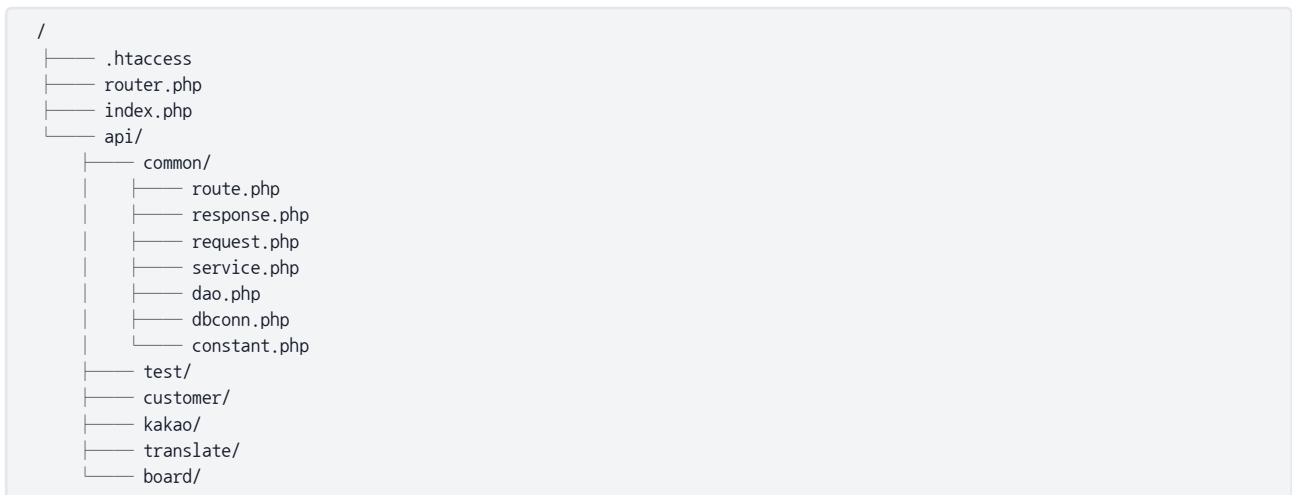 /
├── .htaccess
├── router.php
├── index.php
└── api/
    ├── common/
    │   ├── route.php
    │   ├── response.php
    │   ├── request.php
    │   ├── service.php
    │   ├── dao.php
    │   ├── dbconn.php
    │   └── constant.php
    ├── test/
    ├── customer/
    ├── kakao/
    ├── translate/
    └── board/